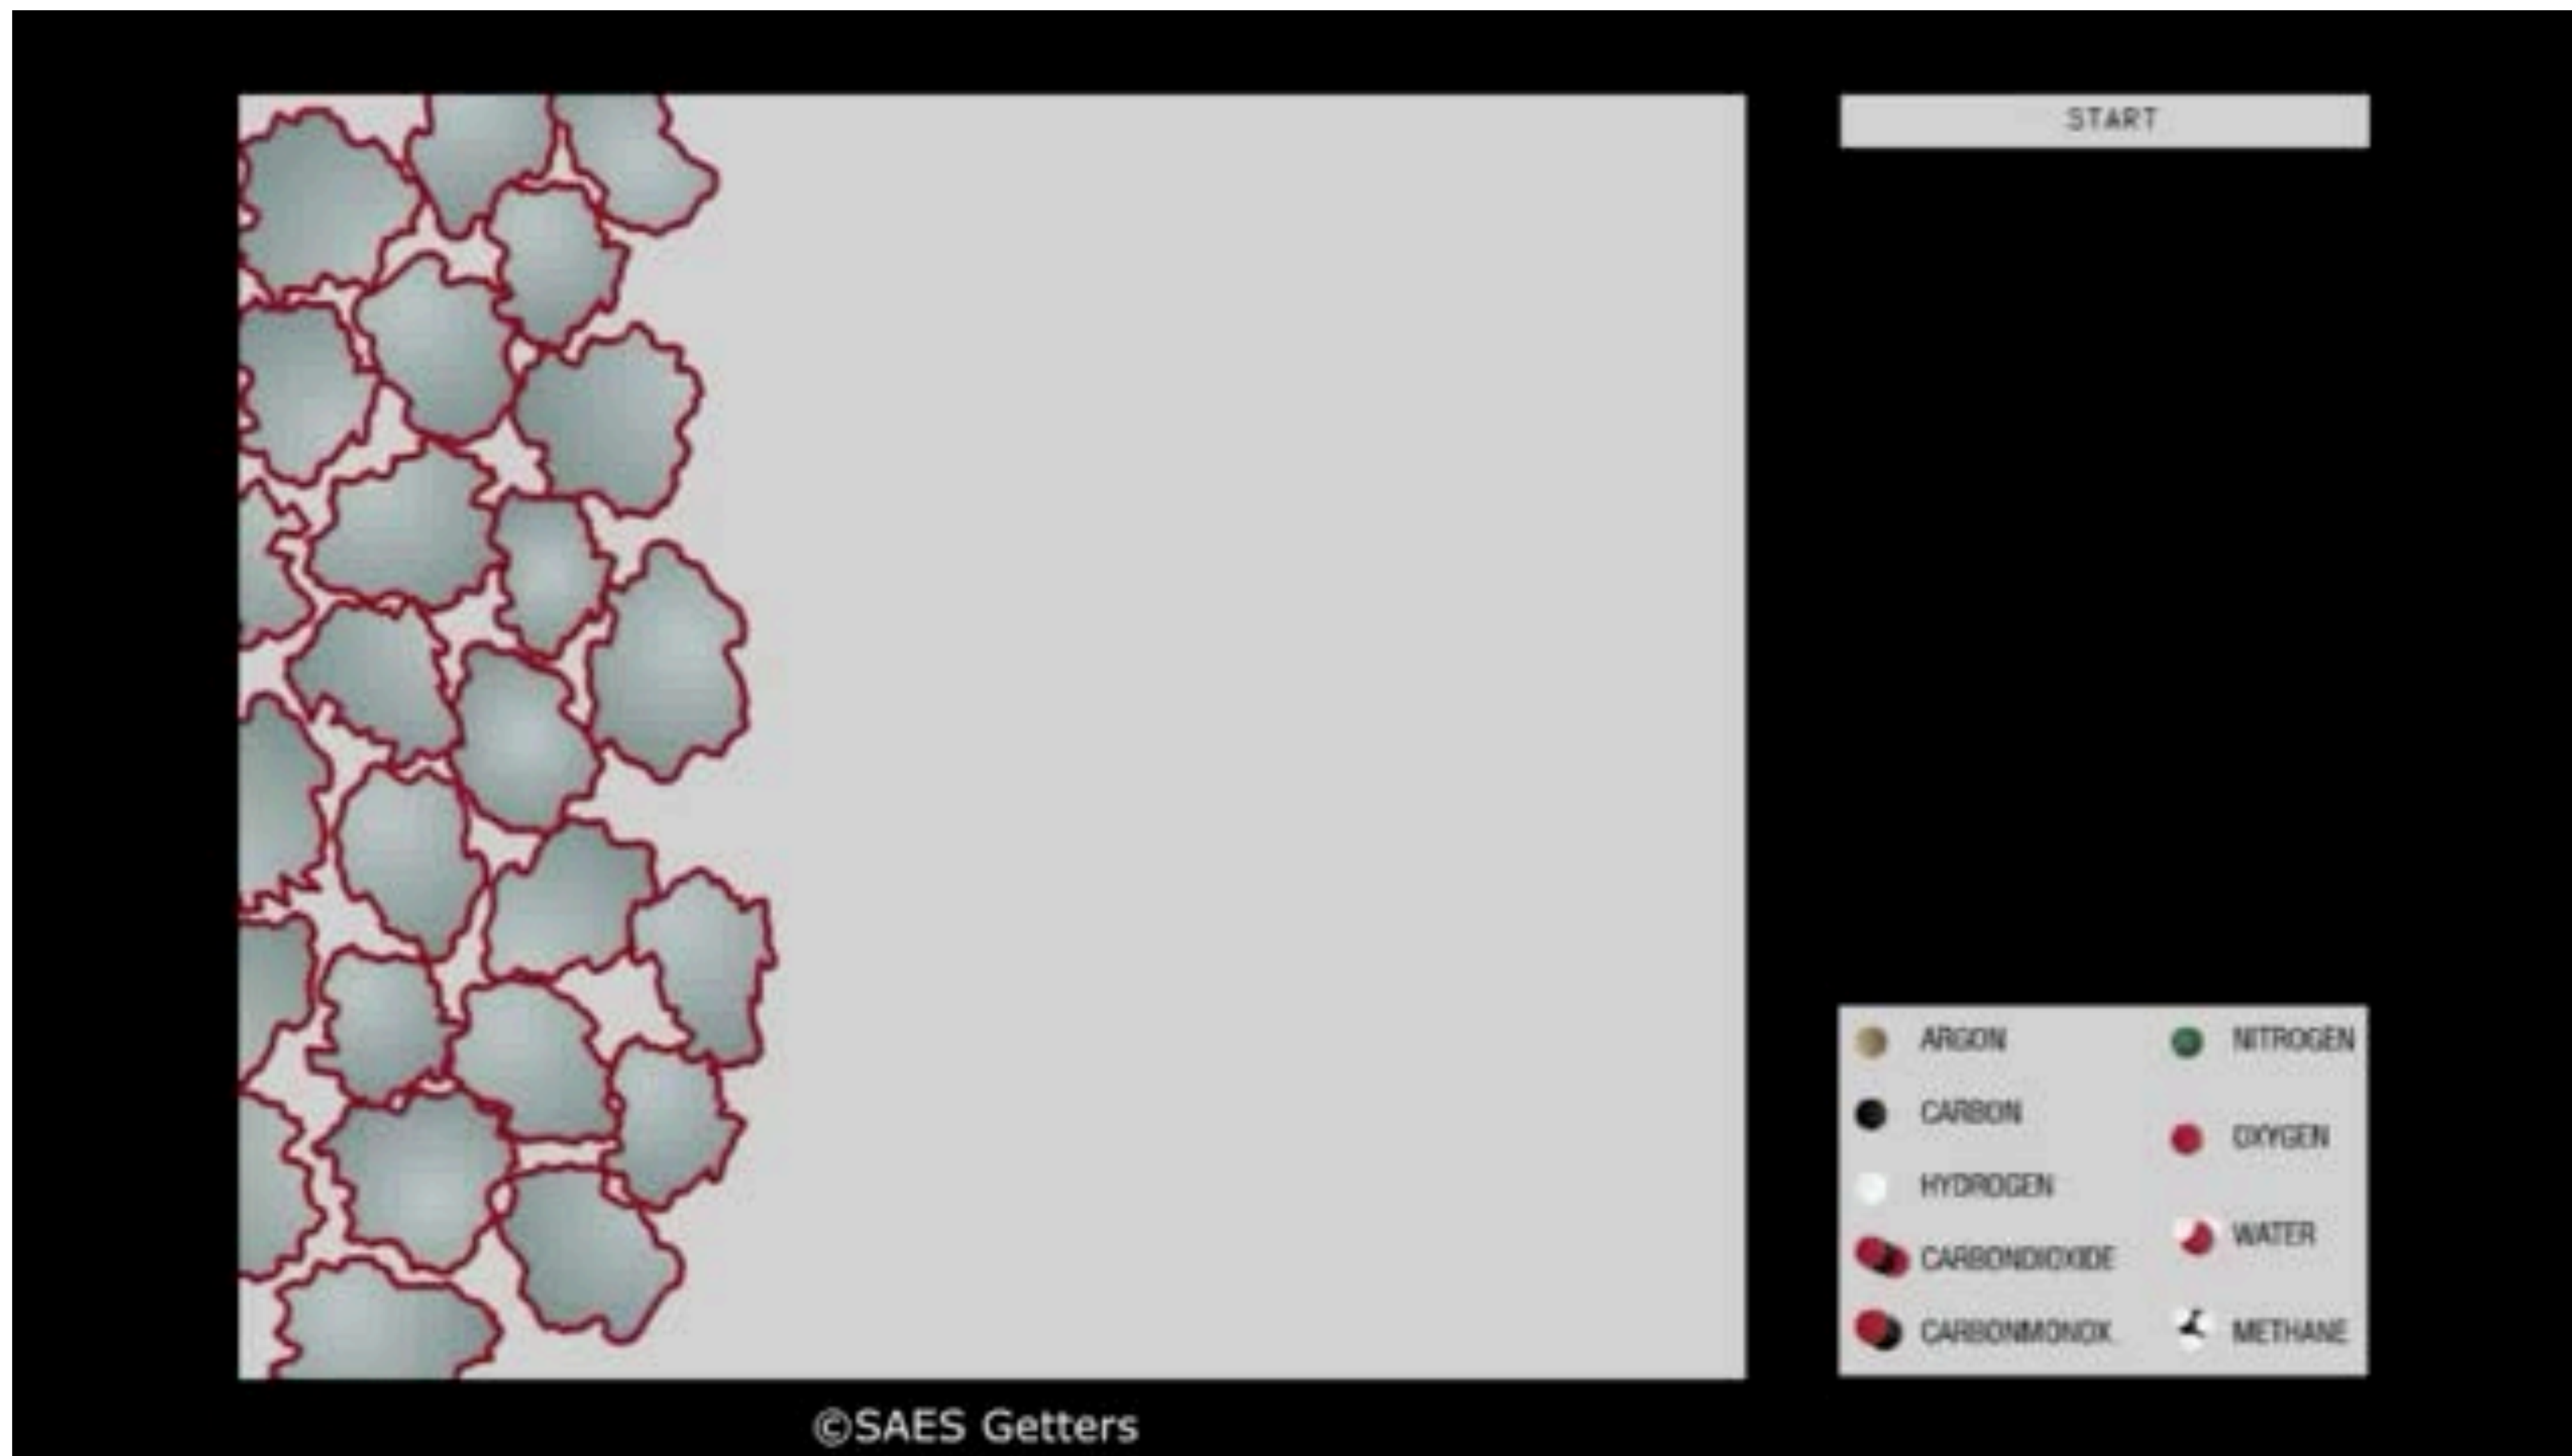 START
ARGON
CARBON
HYDROGEN
CARBONDIOXIDE
CARBONMONOX.
NITROGEN
OXYGEN
WATER
METHANE
©SAES Getters